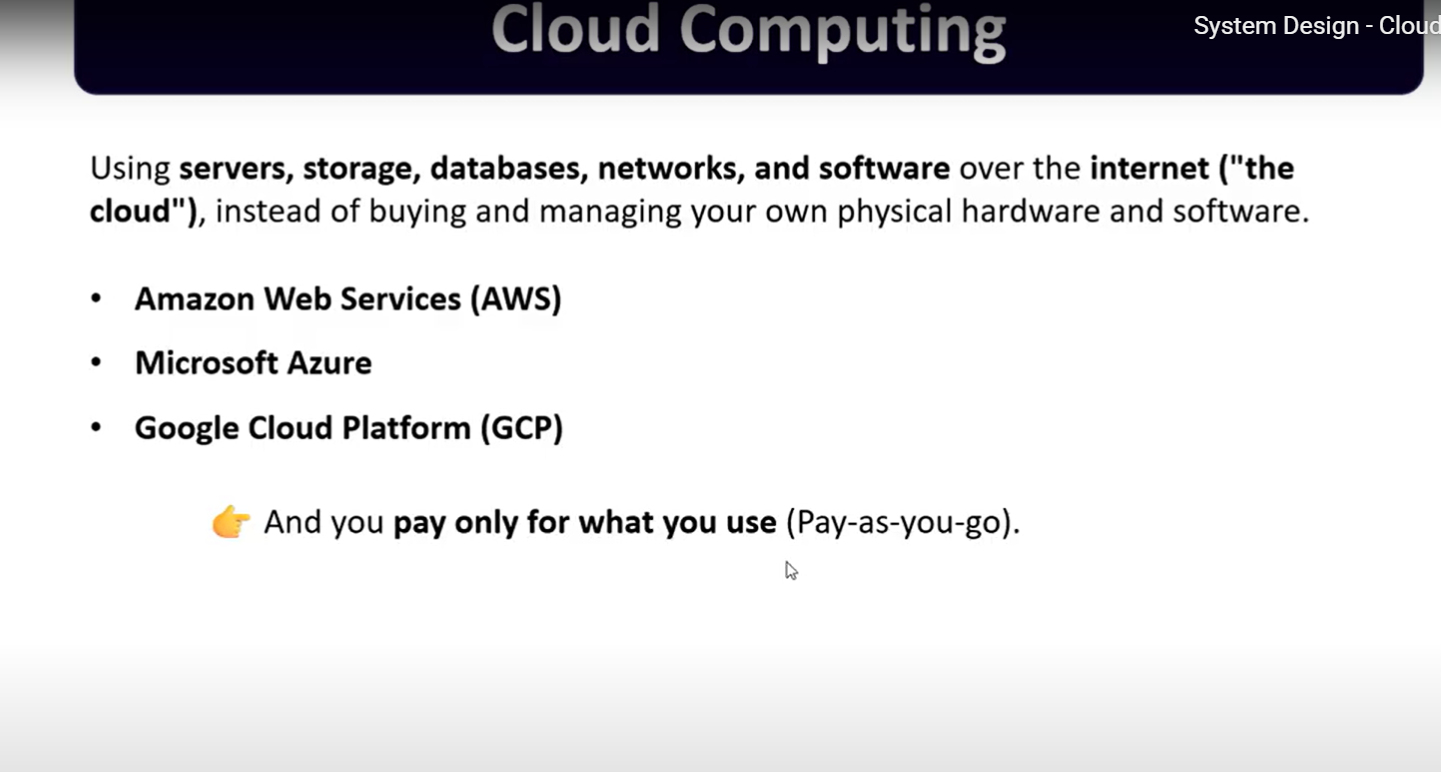 Cloud Computing
System Design - Cloud
Using servers, storage, databases, networks, and software over the internet ("the
cloud"), instead of buying and managing your own physical hardware and software.
• Amazon Web Services (AWS)
• Microsoft Azure
• Google Cloud Platform (GCP)
👉 And you pay only for what you use (Pay-as-you-go).